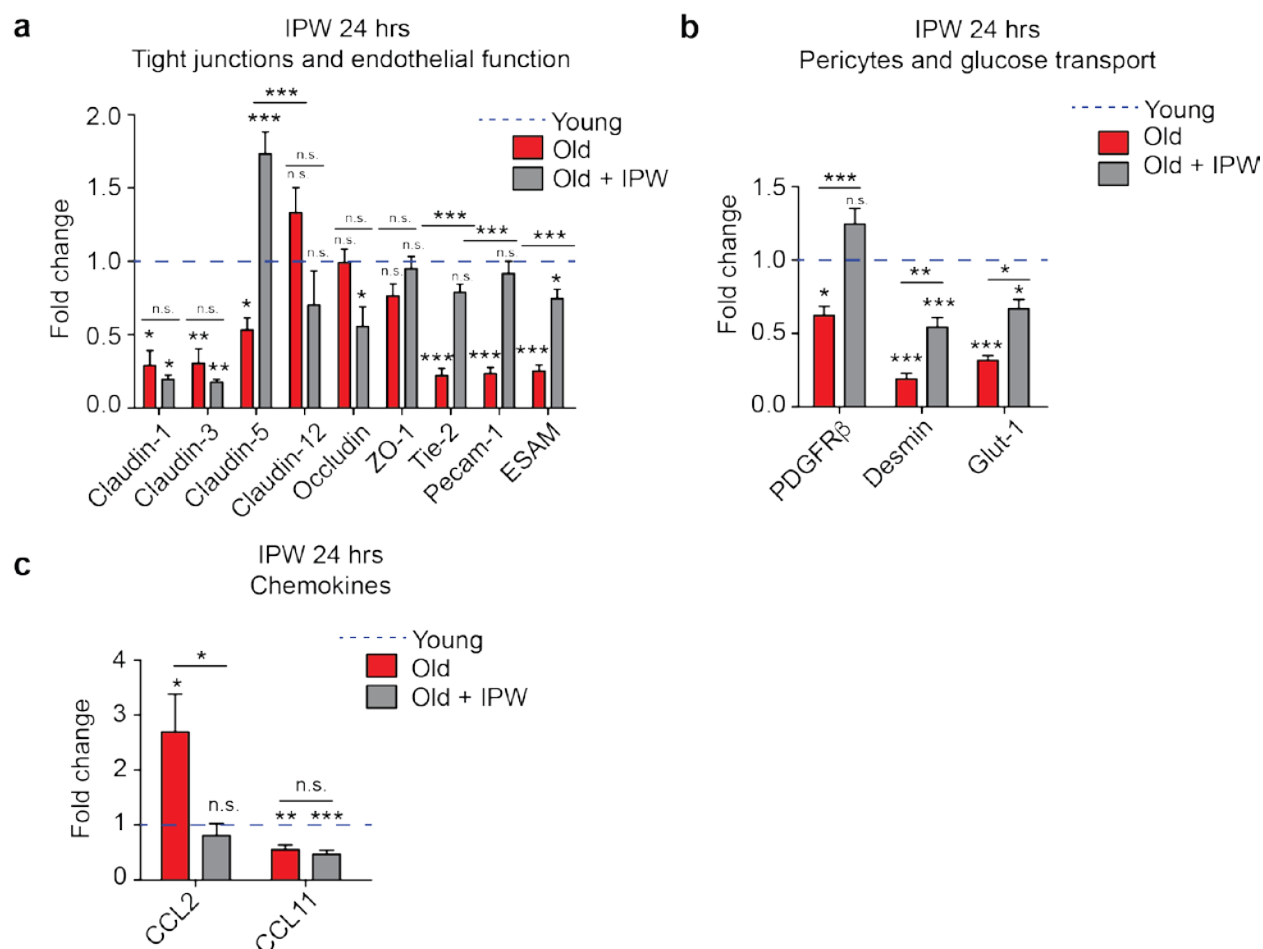 a
IPW 24 hrs
Tight junctions and endothelial function
Fold change
2.0
1.5
1.0
0.5
0.0
Young
Old
Old + IPW
* n.s. *
** n.s. **
* *** ***
n.s. n.s. n.s.
n.s. n.s. *
n.s. n.s. n.s.
*** *** n.s.
*** *** n.s.
*** *** *
Claudin-1
Claudin-3
Claudin-5
Claudin-12
Occludin
ZO-1
Tie-2
Pecam-1
ESAM
b
IPW 24 hrs
Pericytes and glucose transport
Fold change
1.5
1.0
0.5
0.0
Young
Old
Old + IPW
* *** n.s.
*** ** ***
*** * *
PDGFRβ
Desmin
Glut-1
c
IPW 24 hrs
Chemokines
Fold change
4
3
2
1
0
Young
Old
Old + IPW
* * n.s.
** n.s. ***
CCL2
CCL11